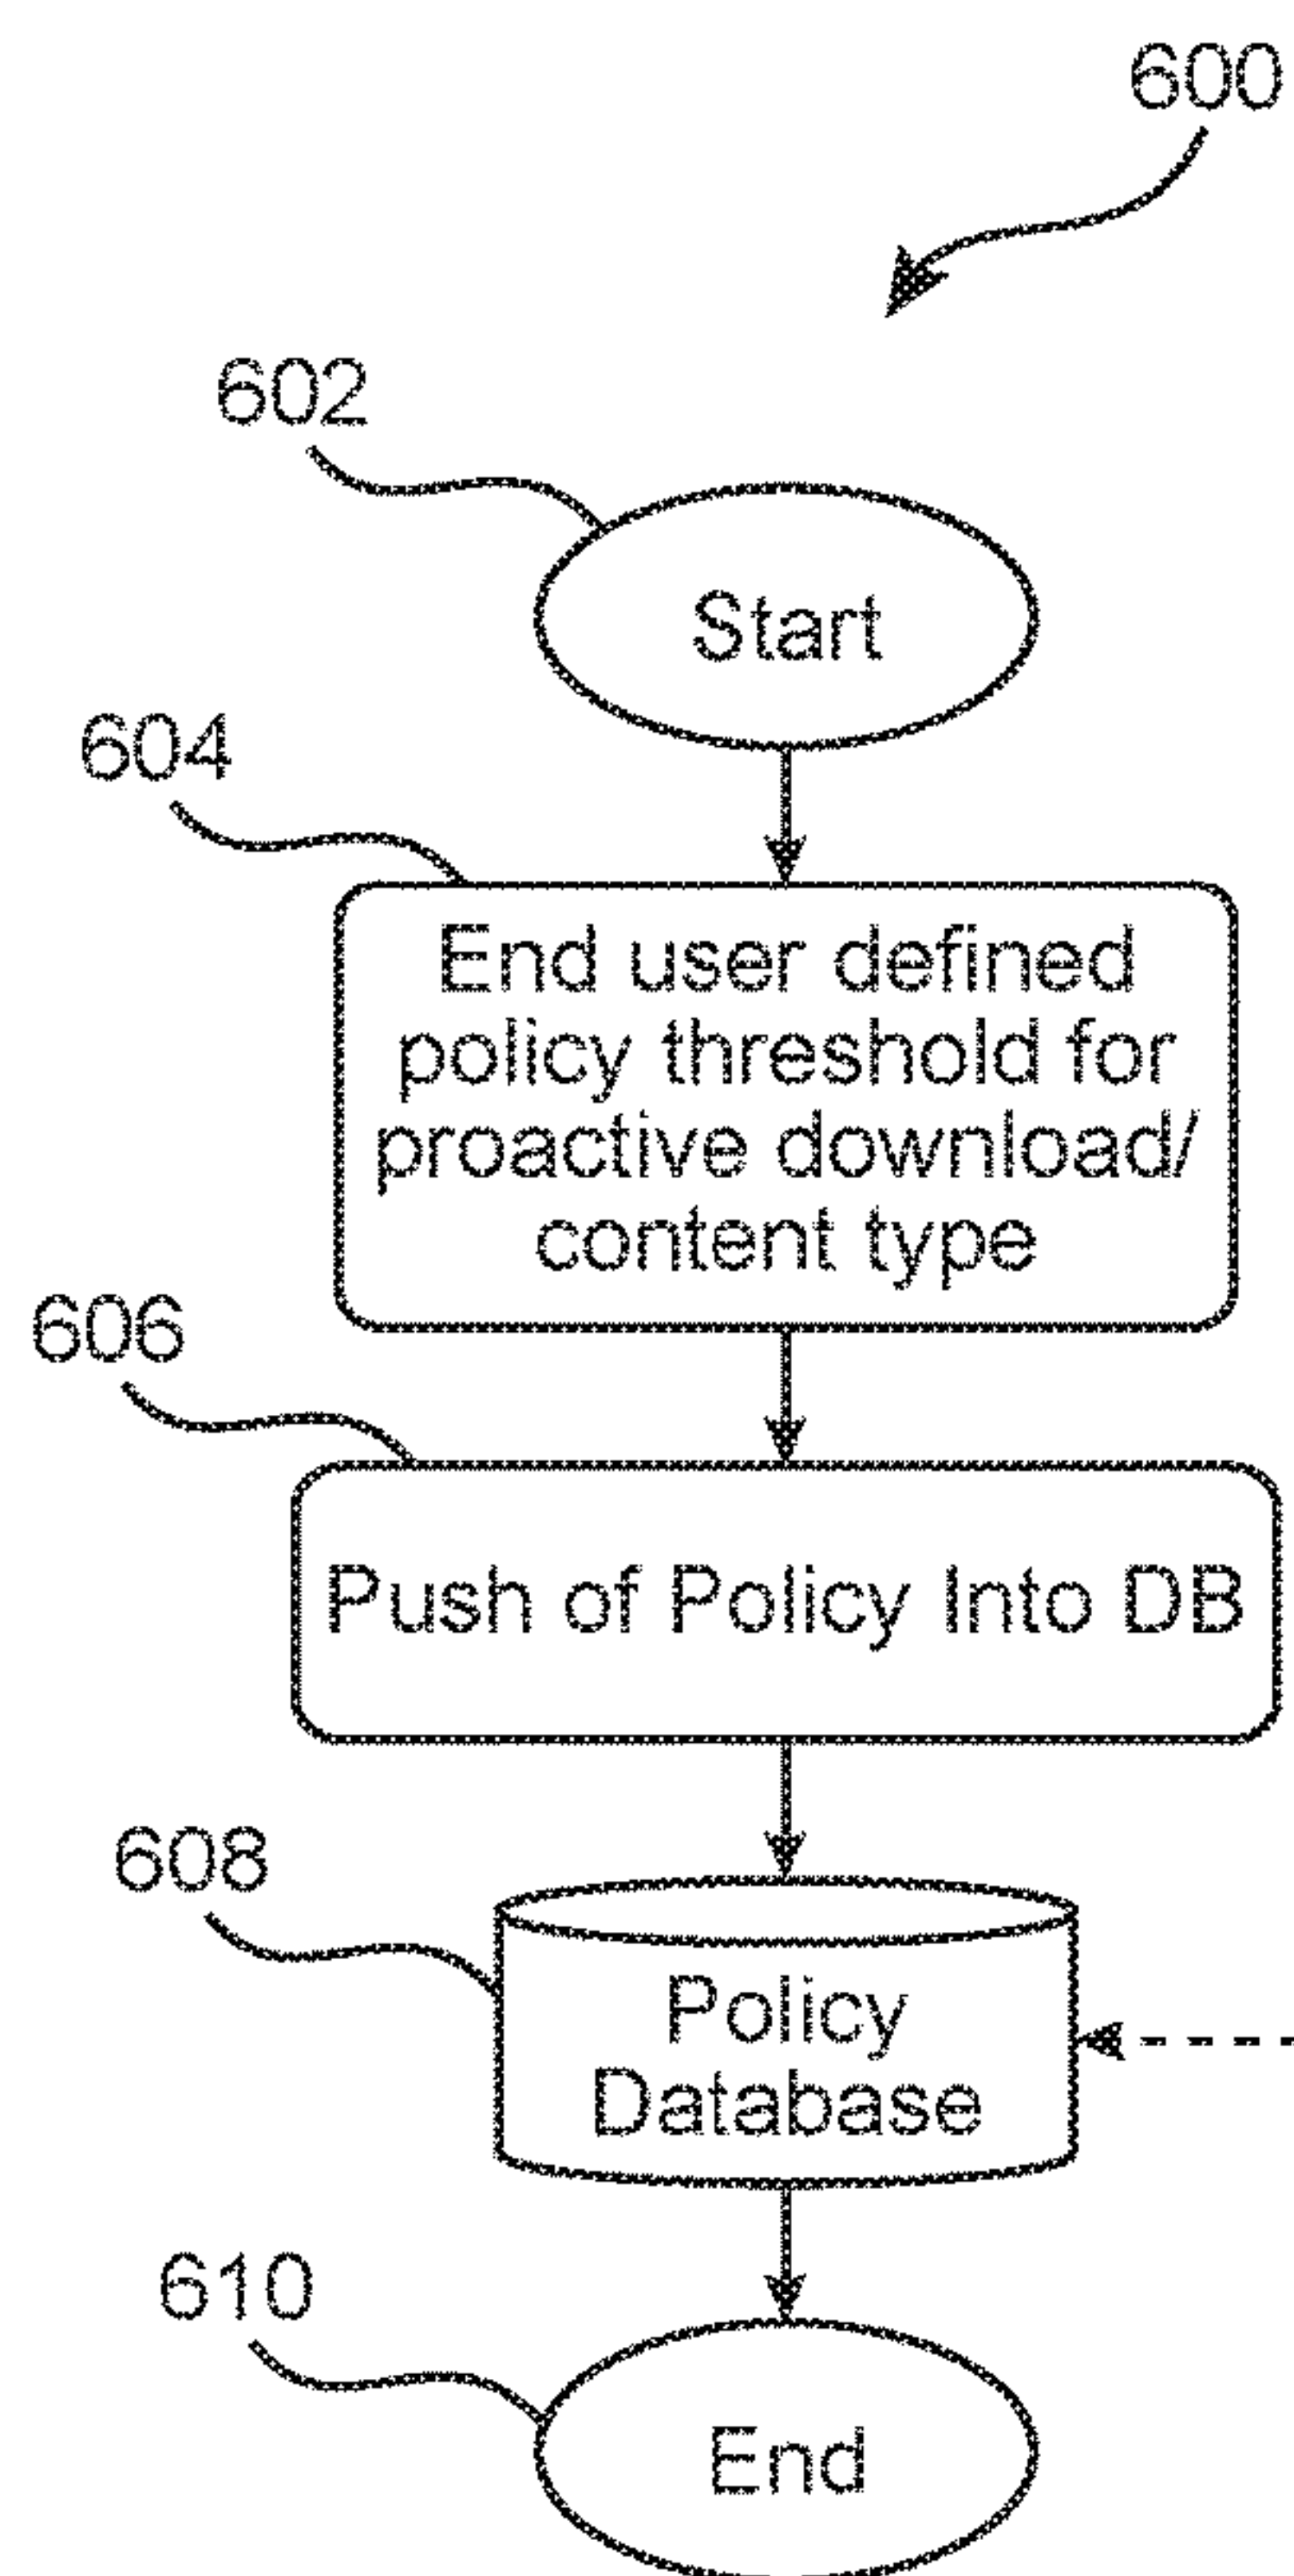 600
602
Start
604
End user defined
policy threshold for
proactive download/
content type
606
Push of Policy Into DB
608
Policy
Database
610
End